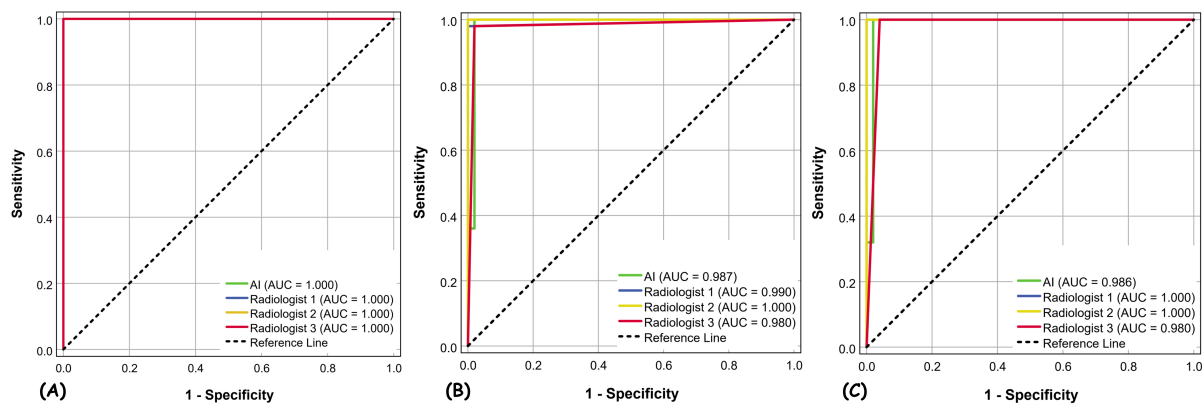 1.0
0.8
0.6
0.4
0.2
0.0
Sensitivity
AI (AUC = 1.000)
Radiologist 1 (AUC = 1.000)
Radiologist 2 (AUC = 1.000)
Radiologist 3 (AUC = 1.000)
Reference Line
0.0 0.2 0.4 0.6 0.8 1.0
(A) 1 - Specificity
1.0
0.8
0.6
0.4
0.2
0.0
Sensitivity
AI (AUC = 0.987)
Radiologist 1 (AUC = 0.990)
Radiologist 2 (AUC = 1.000)
Radiologist 3 (AUC = 0.980)
Reference Line
0.0 0.2 0.4 0.6 0.8 1.0
(B) 1 - Specificity
1.0
0.8
0.6
0.4
0.2
0.0
Sensitivity
AI (AUC = 0.986)
Radiologist 1 (AUC = 1.000)
Radiologist 2 (AUC = 1.000)
Radiologist 3 (AUC = 0.980)
Reference Line
0.0 0.2 0.4 0.6 0.8 1.0
(C) 1 - Specificity